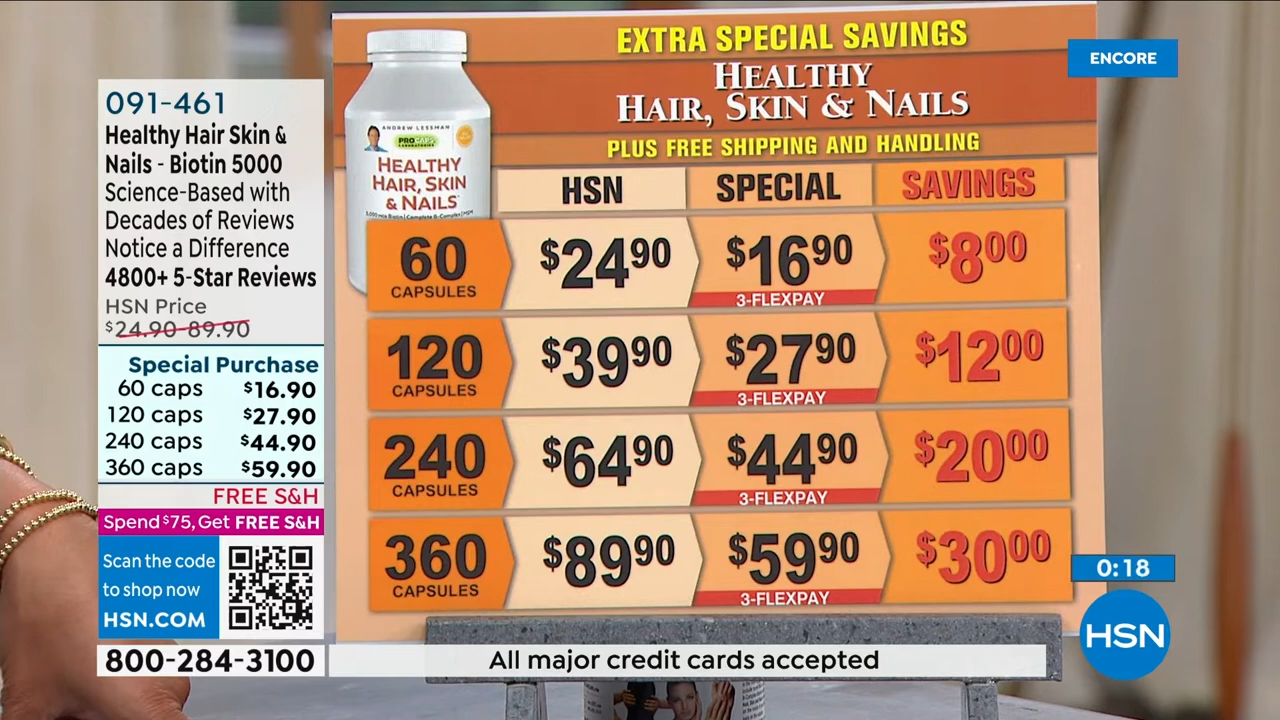 EXTRA SPECIAL SAVINGS
HEALTHY
HAIR, SKIN & NAILS
PLUS FREE SHIPPING AND HANDLING
ENCORE
091-461
Healthy Hair Skin &
Nails - Biotin 5000
Science-Based with
Decades of Reviews
Notice a Difference
4800+ 5-Star Reviews
HSN Price
$24.90-89.90
Special Purchase
60 caps $16.90
120 caps $27.90
240 caps $44.90
360 caps $59.90
FREE S&H
Spend $75, Get FREE S&H
Scan the code
to shop now
HSN.COM
800-284-3100
All major credit cards accepted
ANDREW LESSMAN
PROCAPS
LABORATORIES
HEALTHY
HAIR, SKIN
& NAILS
HSN SPECIAL SAVINGS
60 CAPSULES $24.90 $16.90 $8.00
3-FLEXPAY
120 CAPSULES $39.90 $27.90 $12.00
3-FLEXPAY
240 CAPSULES $64.90 $44.90 $20.00
3-FLEXPAY
360 CAPSULES $89.90 $59.90 $30.00
3-FLEXPAY
0:18
HSN